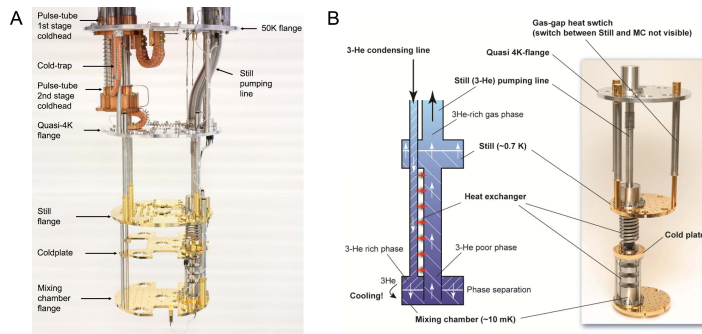 A
Pulse-tube
1st stage
coldhead
50K flange
Cold-trap
Pulse-tube
2nd stage
coldhead
Still
pumping
line
Quasi-4K
flange
Still
flange
Coldplate
Mixing
chamber flange
B
3-He condensing line
Gas-gap heat swtich
(switch between Still and MC not visible)
Quasi 4K-flange
Still (3-He) pumping line
3He-rich gas phase
Still (~0.7 K)
Heat exchanger
Cold plate
3-He rich phase
3-He poor phase
3He
Cooling!
Phase separation
Mixing chamber (~10 mK)